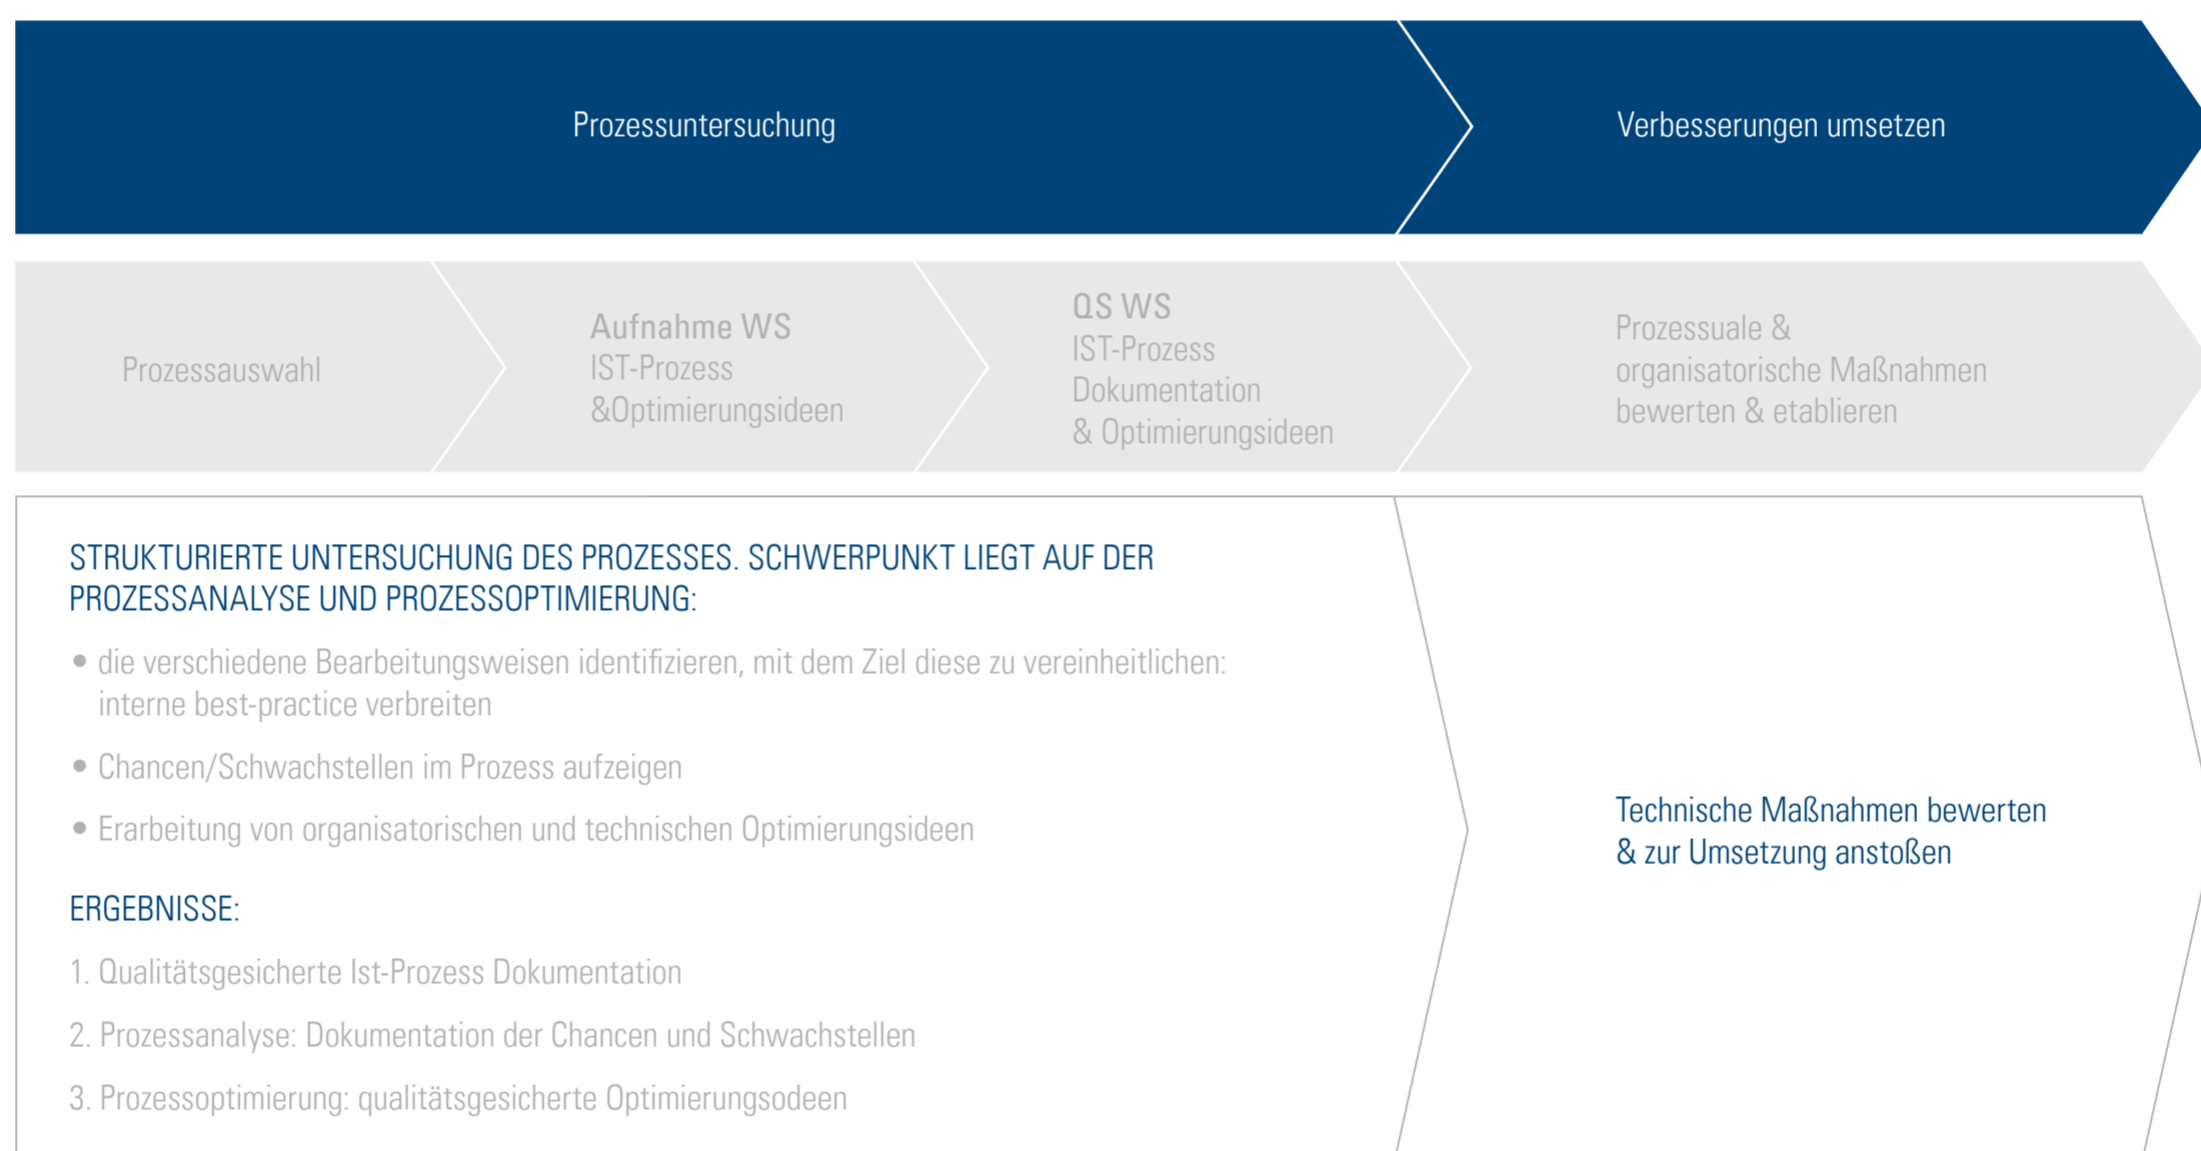 Prozessuntersuchung
Verbesserungen umsetzen
Prozessauswahl
Aufnahme WS
IST-Prozess
&Optimierungsideen
QS WS
IST-Prozess
Dokumentation
& Optimierungsideen
Prozessuale &
organisatorische Maßnahmen
bewerten & etablieren
STRUKTURIERTE UNTERSUCHUNG DES PROZESSES. SCHWERPUNKT LIEGT AUF DER
PROZESSANALYSE UND PROZESSOPTIMIERUNG:
• die verschiedene Bearbeitungsweisen identifizieren, mit dem Ziel diese zu vereinheitlichen:
interne best-practice verbreiten
• Chancen/Schwachstellen im Prozess aufzeigen
• Erarbeitung von organisatorischen und technischen Optimierungsideen
ERGEBNISSE:
1. Qualitätsgesicherte Ist-Prozess Dokumentation
2. Prozessanalyse: Dokumentation der Chancen und Schwachstellen
3. Prozessoptimierung: qualitätsgesicherte Optimierungsodeen
Technische Maßnahmen bewerten
& zur Umsetzung anstoßen